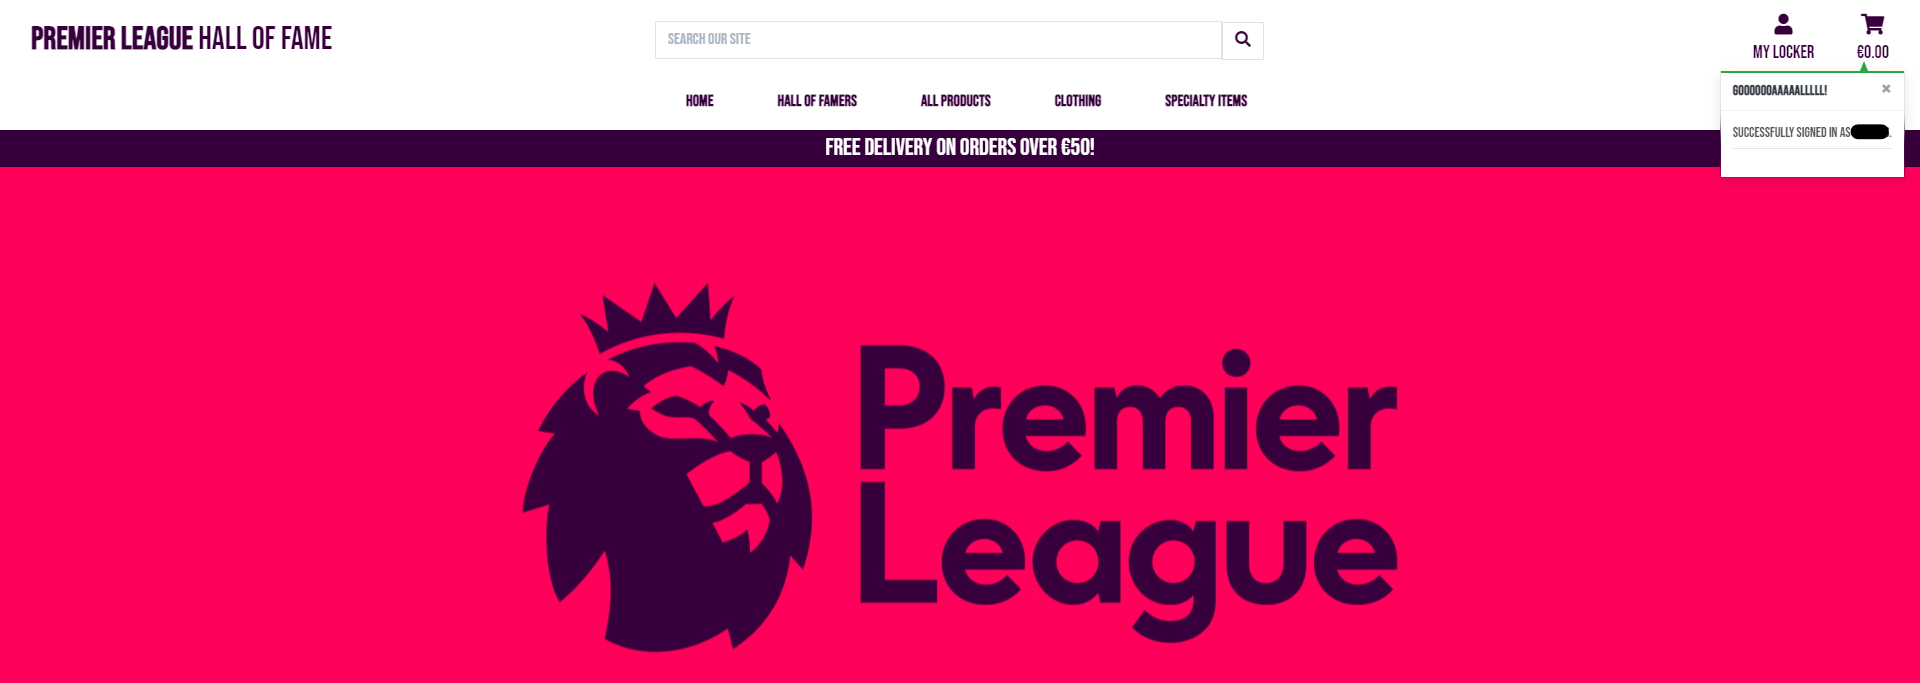 PREMIER LEAGUE HALL OF FAME
SEARCH OUR SITE
MY LOCKER
€0.00
HOME
HALL OF FAMERS
ALL PRODUCTS
CLOTHING
SPECIALTY ITEMS
GOOOOOOAAAAALLLLL!
×
SUCCESSFULLY SIGNED IN AS .
FREE DELIVERY ON ORDERS OVER €50!
Premier
League